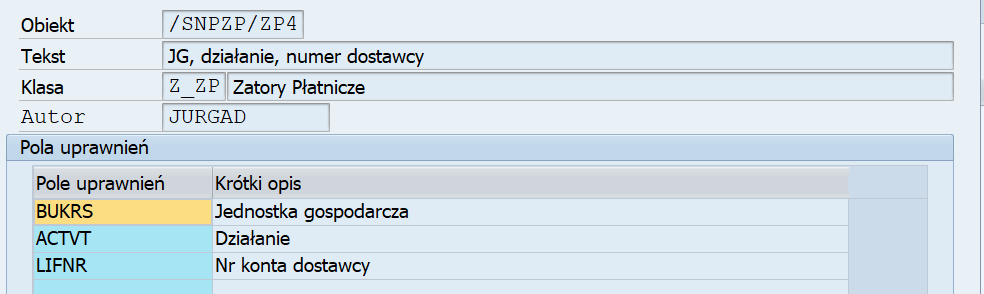 Obiekt /SNPZP/ZP4
Tekst JG, działanie, numer dostawcy
Klasa Z_ZP Zatory Płatnicze
Autor JURGAD
Pola uprawnień
Pole uprawnień Krótki opis
BUKRS Jednostka gospodarcza
ACTVT Działanie
LIFNR Nr konta dostawcy